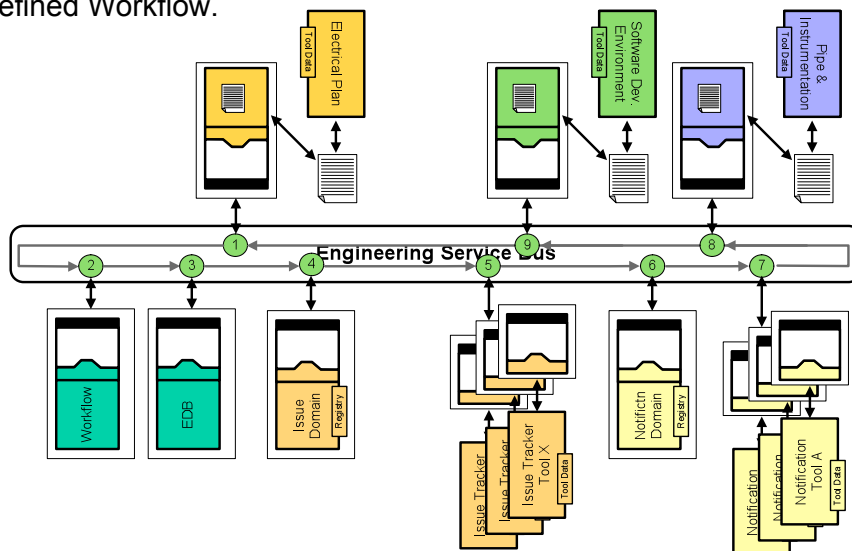 efined Workflow.
Tool Data
Electrical Plan
Tool Data
Software Dev.
Environment
Tool Data
Pipe &
Instrumentation
1
9
8
Engineering Service Bus
2
3
4
5
6
7
Workflow
EDB
Issue
Domain
Registry
Issue Tracker
Issue Tracker
Issue Tracker
Tool X
Tool Data
Notifictn
Domain
Registry
Notification
Notification
Notification
Tool A
Tool Data